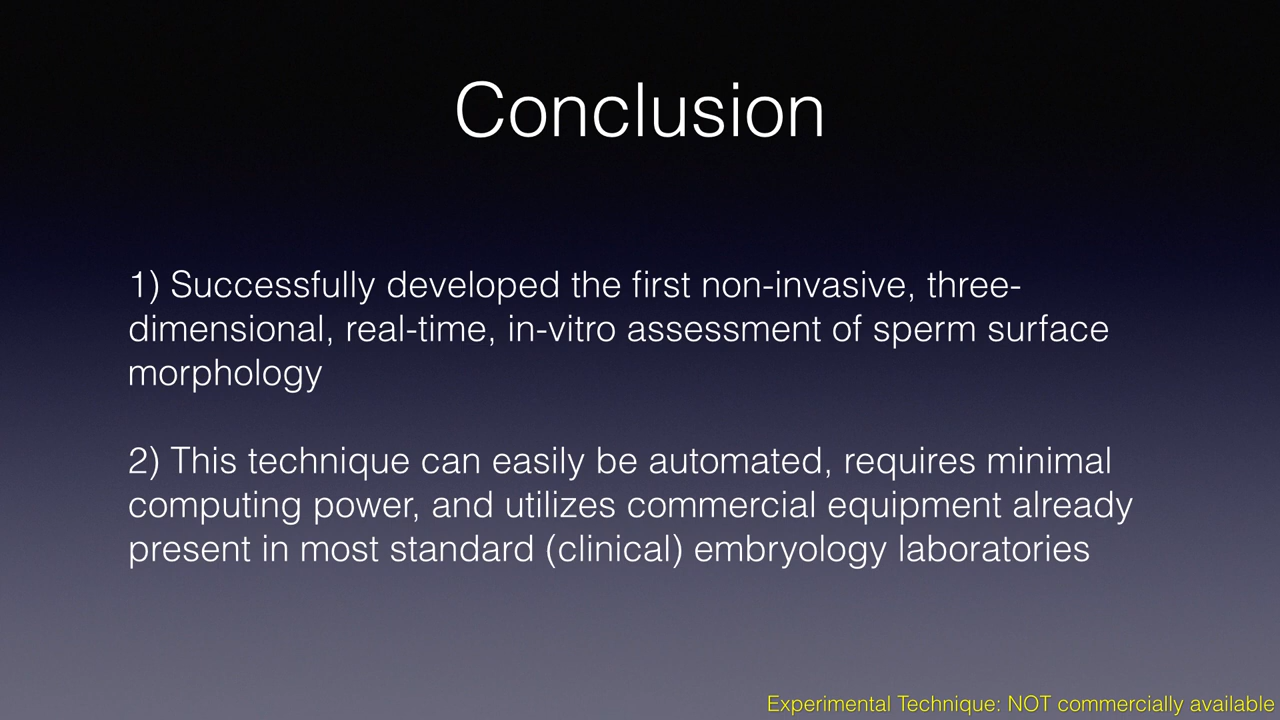 Conclusion
1) Successfully developed the first non-invasive, three-
dimensional, real-time, in-vitro assessment of sperm surface
morphology
2) This technique can easily be automated, requires minimal
computing power, and utilizes commercial equipment already
present in most standard (clinical) embryology laboratories
Experimental Technique: NOT commercially available